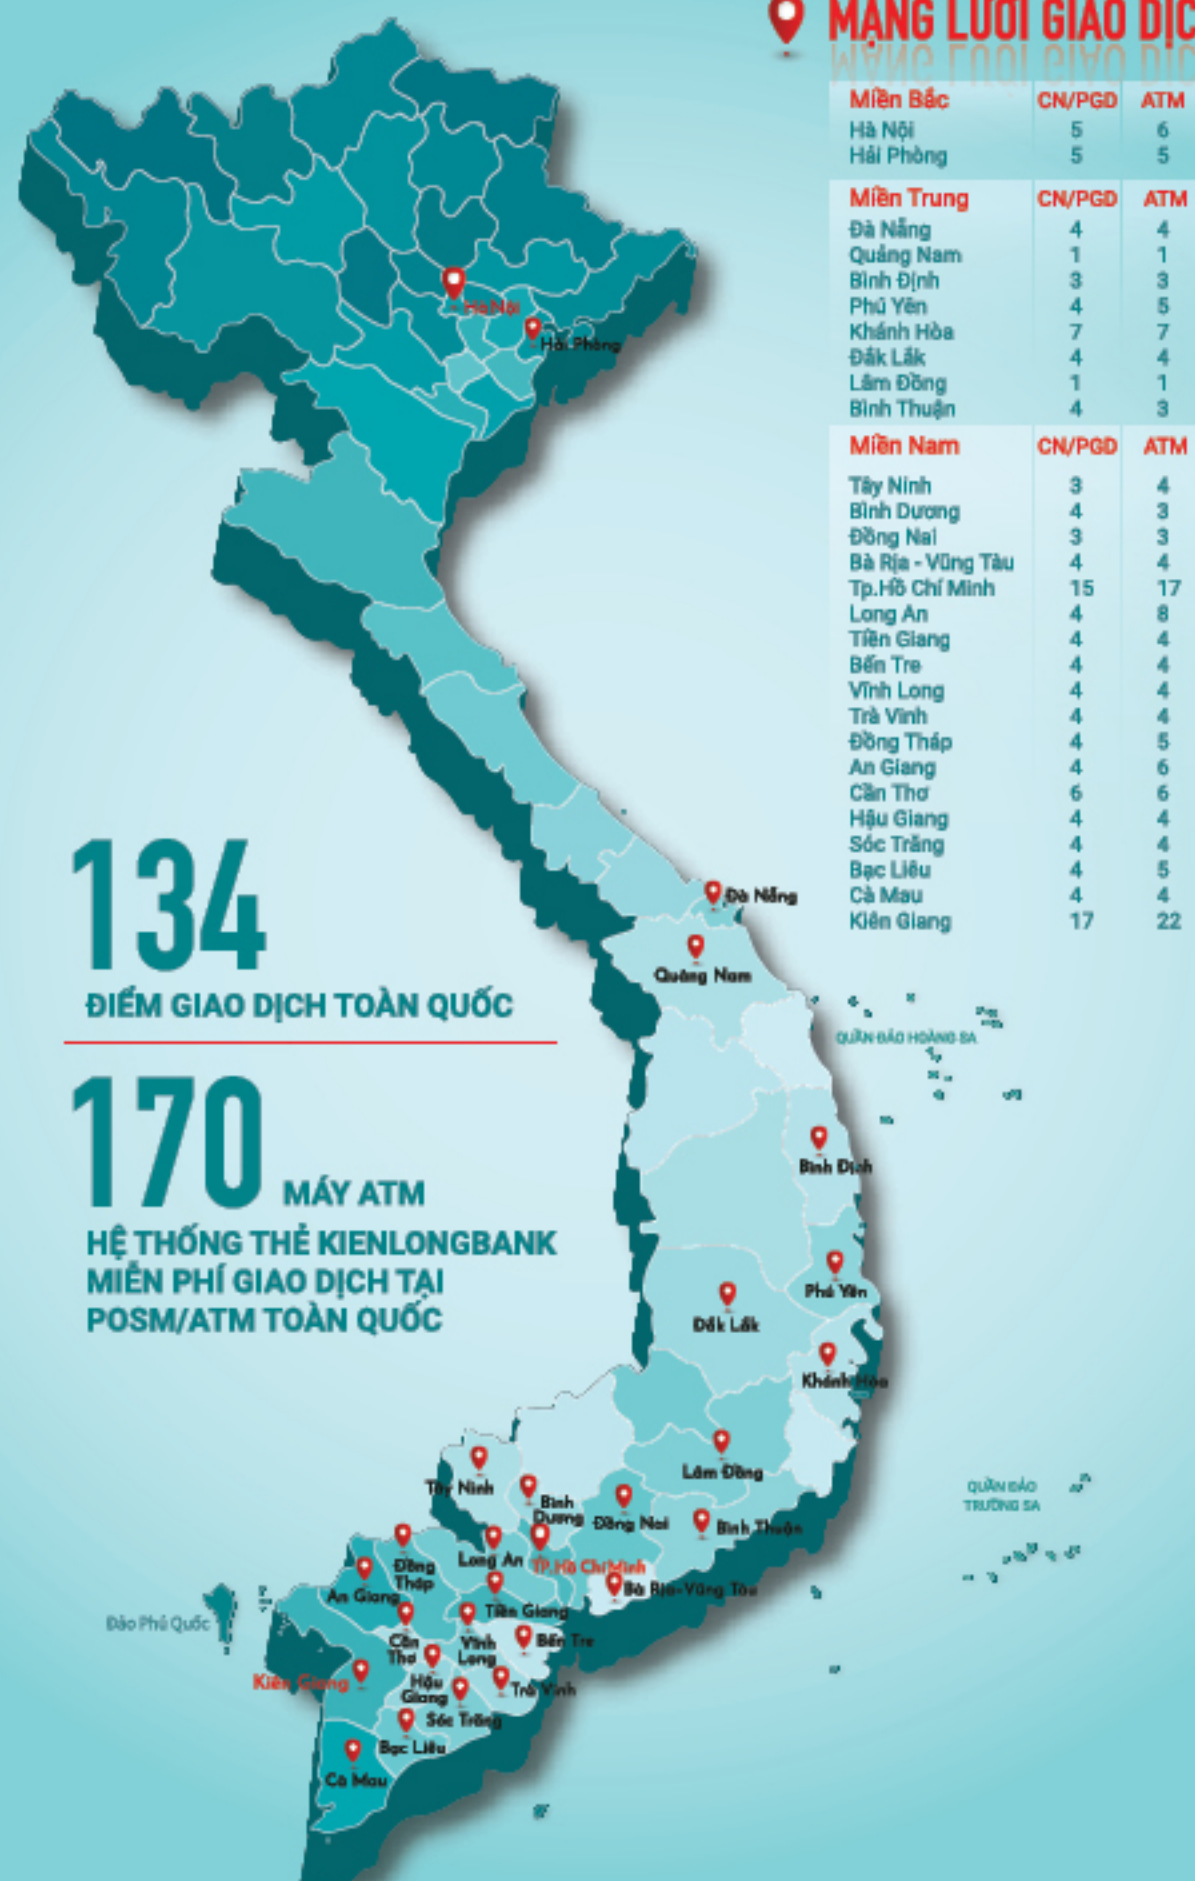 MẠNG LƯỚI GIAO DỊC
Miền Bắc CN/PGD ATM
Hà Nội 5 6
Hải Phòng 5 5
Miền Trung CN/PGD ATM
Đà Nẵng 4 4
Quảng Nam 1 1
Bình Định 3 3
Phú Yên 4 5
Khánh Hòa 7 7
Đắk Lắk 4 4
Lâm Đồng 1 1
Bình Thuận 4 3
Miền Nam CN/PGD ATM
Tây Ninh 3 4
Bình Dương 4 3
Đồng Nai 3 3
Bà Rịa - Vũng Tàu 4 4
Tp.Hồ Chí Minh 15 17
Long An 4 8
Tiền Giang 4 4
Bến Tre 4 4
Vĩnh Long 4 4
Trà Vinh 4 4
Đồng Tháp 4 5
An Giang 4 6
Cần Thơ 6 6
Hậu Giang 4 4
Sóc Trăng 4 4
Bạc Liêu 4 5
Cà Mau 4 4
Kiên Giang 17 22
134
ĐIỂM GIAO DỊCH TOÀN QUỐC
170 MÁY ATM
HỆ THỐNG THẺ KIENLONGBANK
MIỄN PHÍ GIAO DỊCH TẠI
POSM/ATM TOÀN QUỐC
Hà Nội
Hải Phòng
Đà Nẵng
Quảng Nam
QUẦN ĐẢO HOÀNG SA
Bình Định
Phú Yên
Đắk Lắk
Khánh Hòa
Lâm Đồng
Tây Ninh
Bình
Dương
Đồng Nai
Bình Thuận
QUẦN ĐẢO
TRƯỜNG SA
Long An
TP.Hồ Chí Minh
Đồng
Tháp
An Giang
Bà Rịa-Vũng Tàu
Tiền Giang
Đảo Phú Quốc
Cần
Thơ
Vĩnh
Long
Bến Tre
Kiên Giang
Hậu
Giang
Trà Vinh
Sóc Trăng
Bạc Liêu
Cà Mau